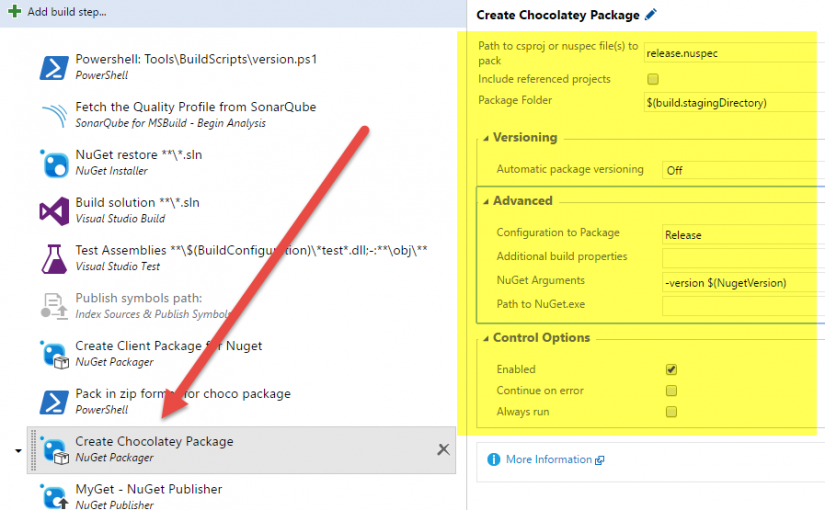 Add build step...
Powershell: Tools\BuildScripts\version.ps1
PowerShell
Fetch the Quality Profile from SonarQube
SonarQube for MSBuild - Begin Analysis
NuGet restore **\*.sln
NuGet Installer
Build solution **\*.sln
Visual Studio Build
Test Assemblies **\$(BuildConfiguration)\*test*.dll;-:**\obj\**
Visual Studio Test
Publish symbols path:
Index Sources & Publish Symbols
Create Client Package for Nuget
NuGet Packager
Pack in zip format for choco package
PowerShell
Create Chocolatey Package
NuGet Packager
MyGet - NuGet Publisher
NuGet Publisher
Create Chocolatey Package
Path to csproj or nuspec file(s) to
pack
release.nuspec
Include referenced projects
Package Folder
$(build.stagingDirectory)
Versioning
Automatic package versioning
Off
Advanced
Configuration to Package
Release
Additional build properties
NuGet Arguments
-version $(NugetVersion)
Path to NuGet.exe
Control Options
Enabled
Continue on error
Always run
More Information